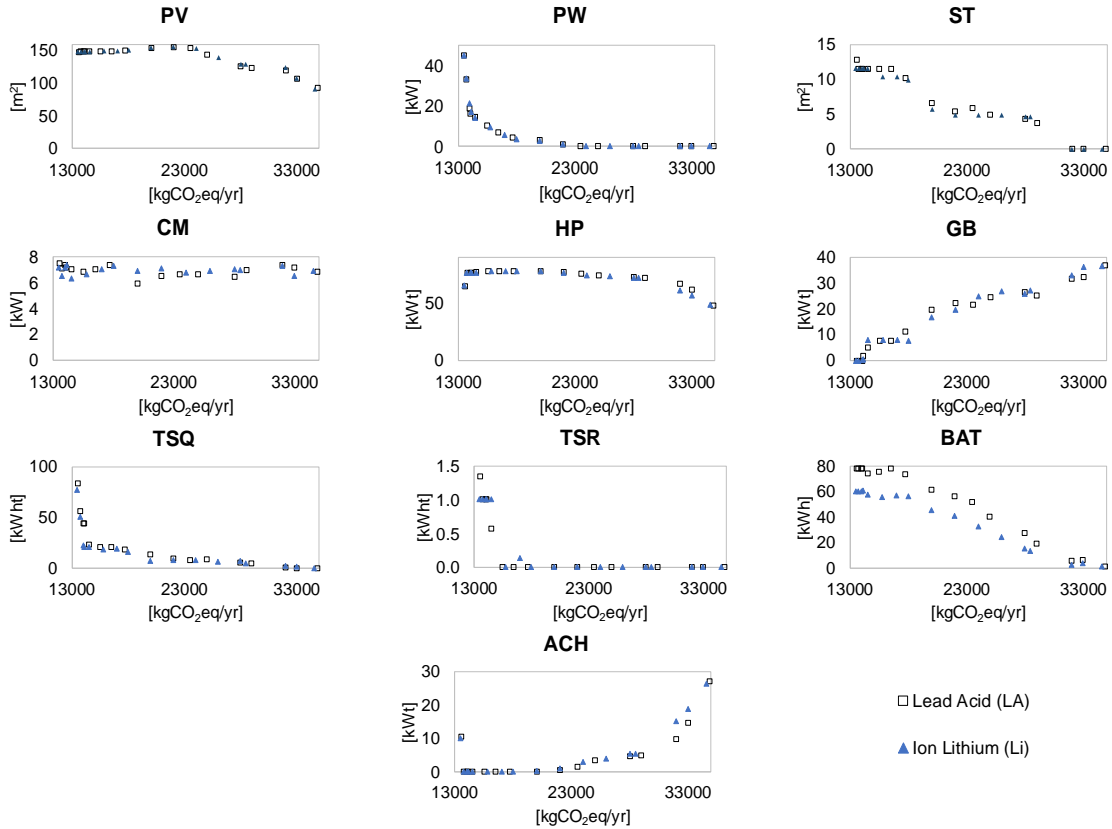 PV
PW
ST
150
100
50
0
[m²]
13000 23000 33000
[kgCO₂eq/yr]
40
20
0
[kW]
13000 23000 33000
[kgCO₂eq/yr]
15
10
5
0
[m²]
13000 23000 33000
[kgCO₂eq/yr]
CM
HP
GB
8
6
4
2
0
[kW]
13000 23000 33000
[kgCO₂eq/yr]
50
0
[kWt]
13000 23000 33000
[kgCO₂eq/yr]
40
30
20
10
0
[kWt]
13000 23000 33000
[kgCO₂eq/yr]
TSQ
TSR
BAT
100
50
0
[kWht]
13000 23000 33000
[kgCO₂eq/yr]
1.5
1.0
0.5
0.0
[kWht]
13000 23000 33000
[kgCO₂eq/yr]
80
60
40
20
0
[kWh]
13000 23000 33000
[kgCO₂eq/yr]
ACH
30
20
10
0
[kWt]
13000 23000 33000
[kgCO₂eq/yr]
Lead Acid (LA)
Ion Lithium (Li)